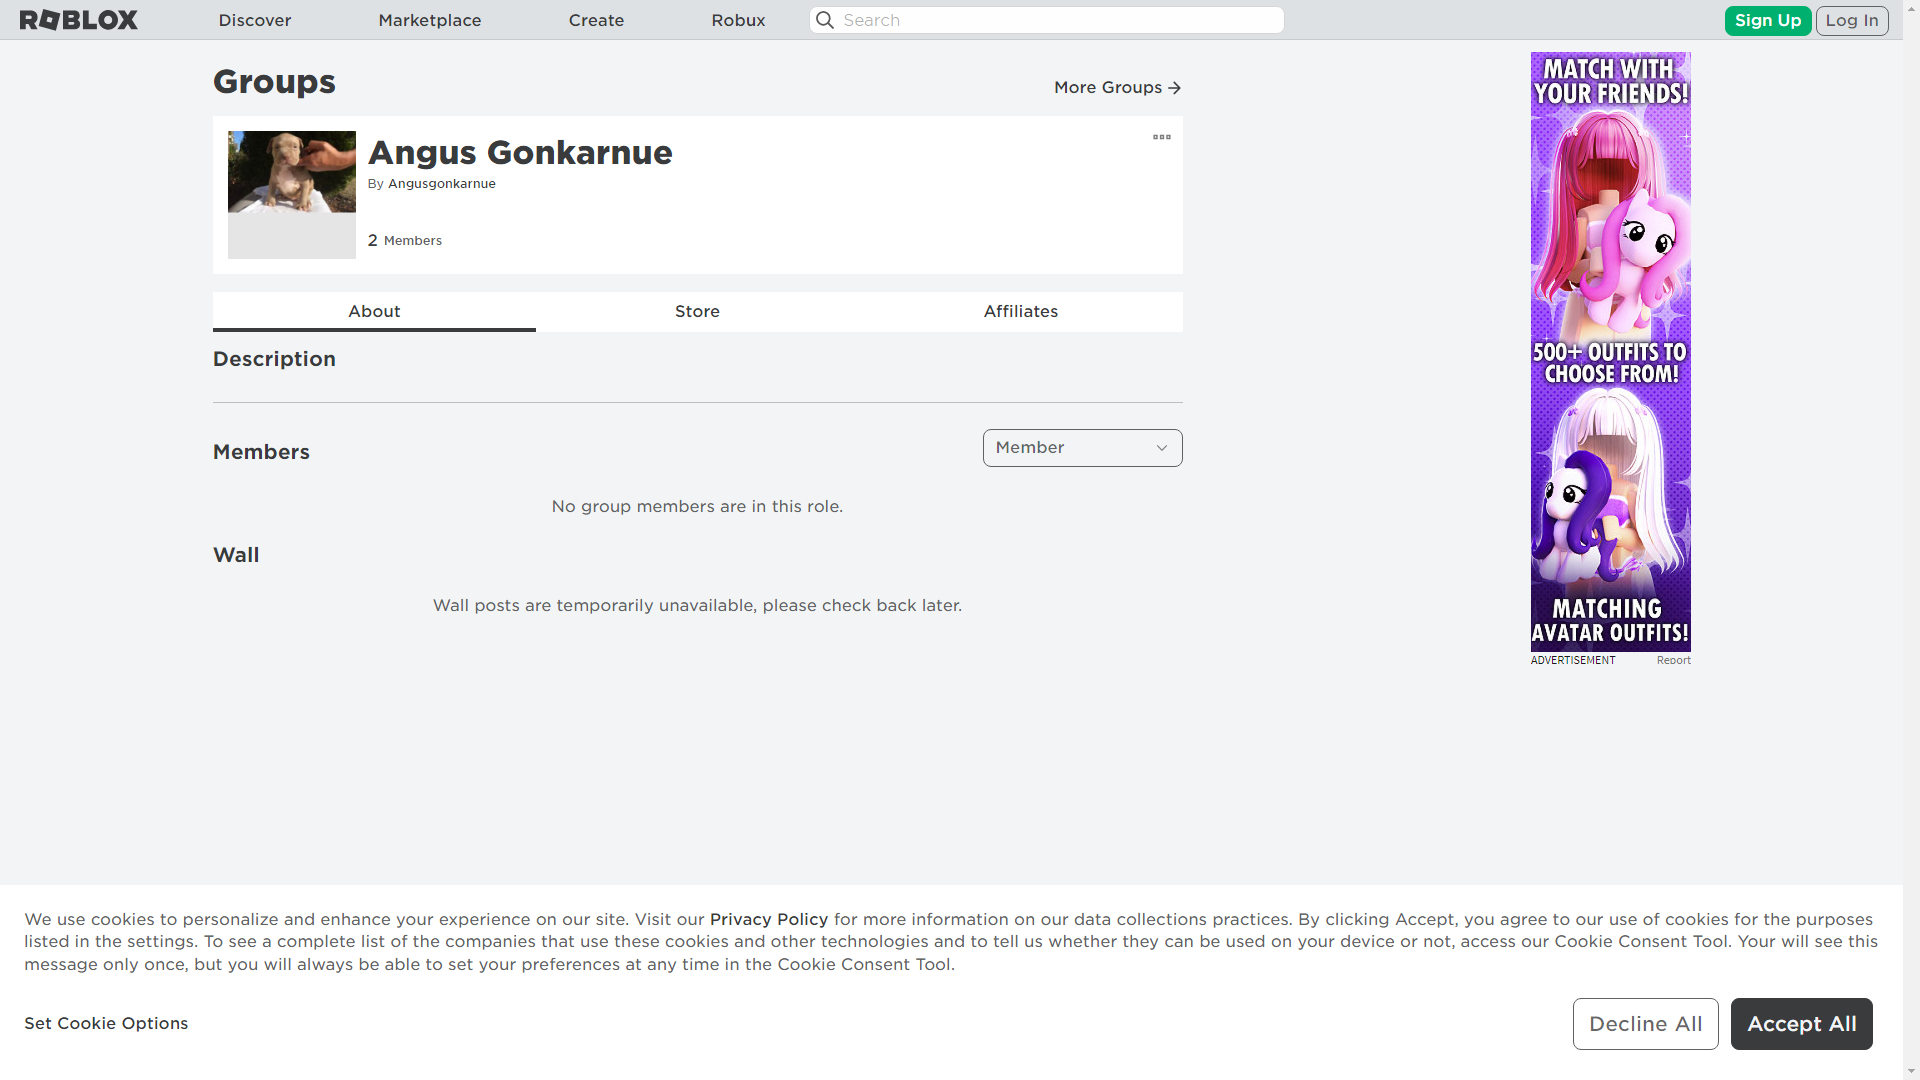 ROBLOX
Discover
Marketplace
Create
Robux
Search
Sign Up
Log In
Groups
More Groups
Angus Gonkarnue
By Angusgonkarnue
2 Members
About
Store
Affiliates
Description
Members
Member
No group members are in this role.
Wall
Wall posts are temporarily unavailable, please check back later.
MATCH WITH
YOUR FRIENDS!
500+ OUTFITS TO
CHOOSE FROM!
MATCHING
AVATAR OUTFITS!
ADVERTISEMENT
Report
We use cookies to personalize and enhance your experience on our site. Visit our Privacy Policy for more information on our data collections practices. By clicking Accept, you agree to our use of cookies for the purposes
listed in the settings. To see a complete list of the companies that use these cookies and other technologies and to tell us whether they can be used on your device or not, access our Cookie Consent Tool. Your will see this
message only once, but you will always be able to set your preferences at any time in the Cookie Consent Tool.
Set Cookie Options
Decline All
Accept All